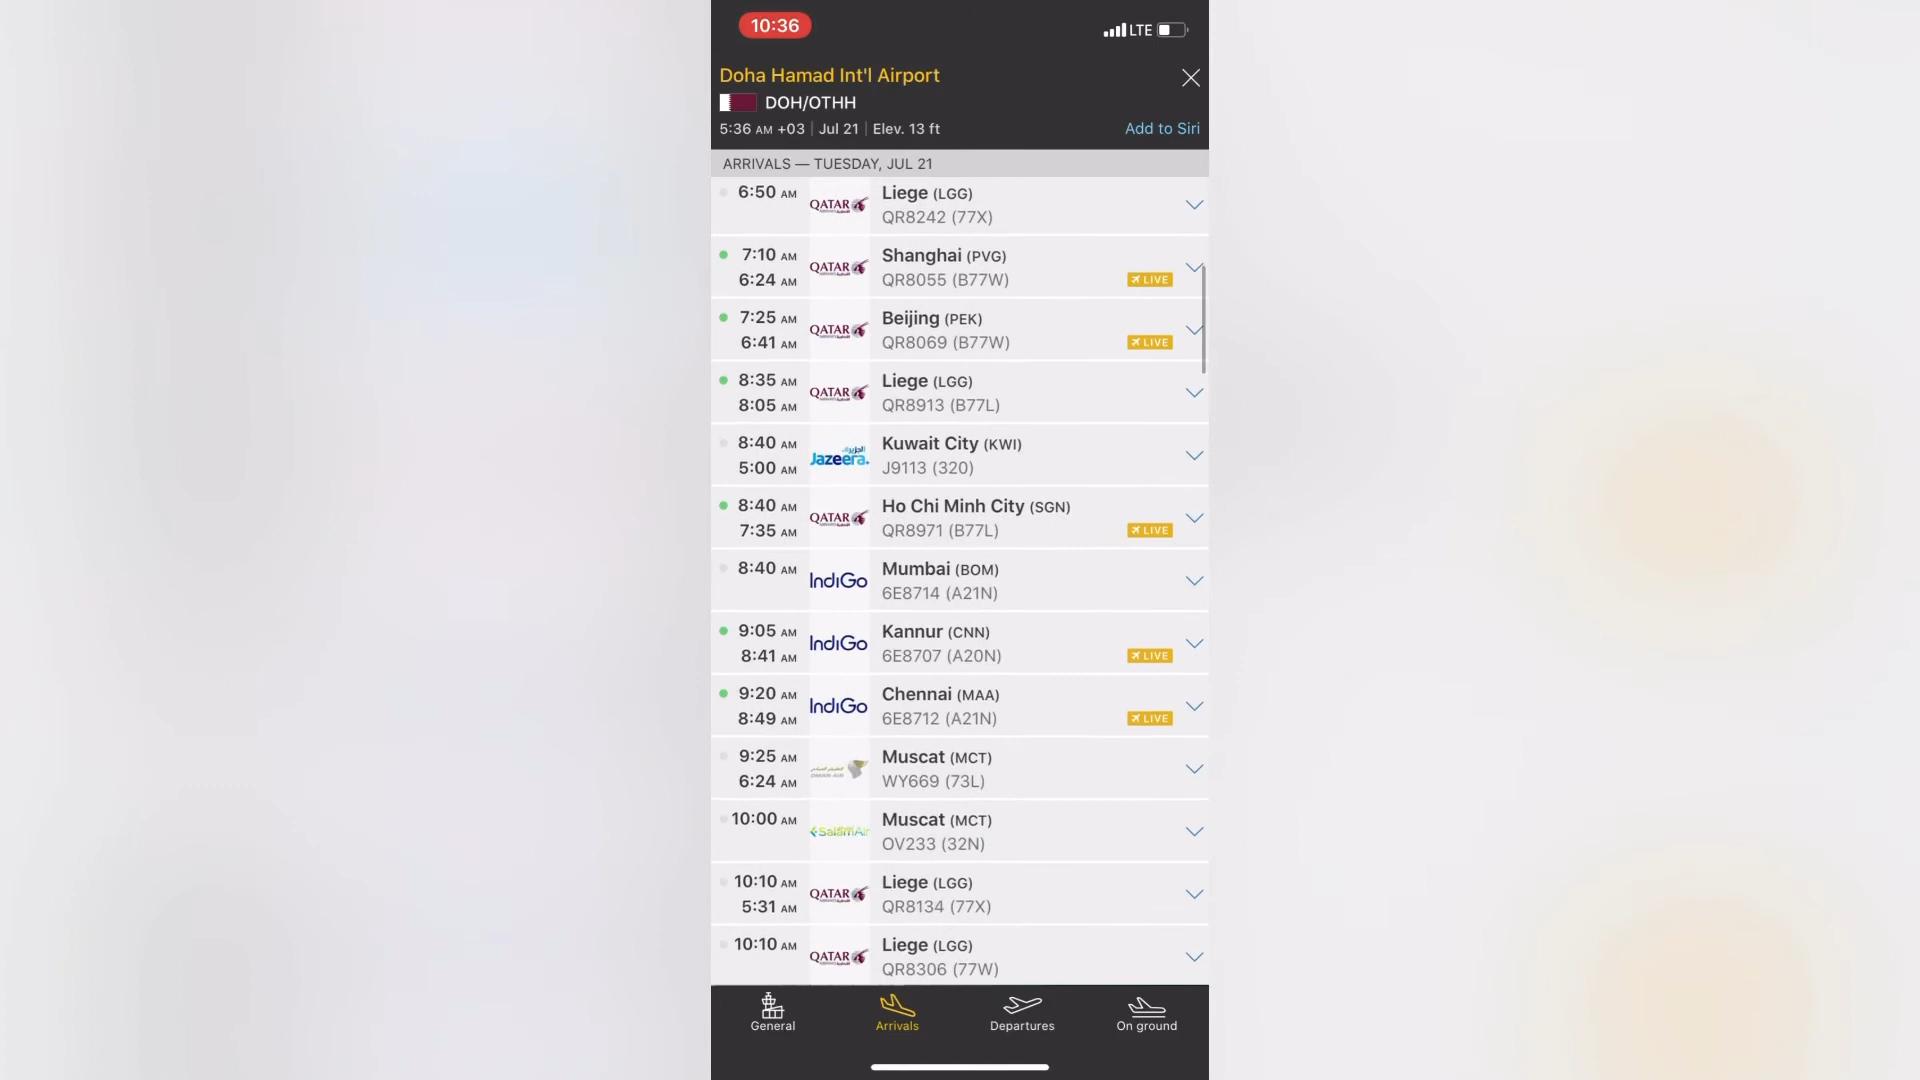 10:36
LTE
Doha Hamad Int'l Airport
DOH/OTHH
5:36 AM +03 | Jul 21 | Elev. 13 ft
Add to Siri
ARRIVALS — TUESDAY, JUL 21
6:50 AM QATAR Liege (LGG)
QR8242 (77X)
7:10 AM QATAR Shanghai (PVG)
6:24 AM QR8055 (B77W) LIVE
7:25 AM QATAR Beijing (PEK)
6:41 AM QR8069 (B77W) LIVE
8:35 AM QATAR Liege (LGG)
8:05 AM QR8913 (B77L)
8:40 AM الجزيرة Jazeera. Kuwait City (KWI)
5:00 AM J9113 (320)
8:40 AM QATAR Ho Chi Minh City (SGN)
7:35 AM QR8971 (B77L) LIVE
8:40 AM IndiGo Mumbai (BOM)
6E8714 (A21N)
9:05 AM IndiGo Kannur (CNN)
8:41 AM 6E8707 (A20N) LIVE
9:20 AM IndiGo Chennai (MAA)
8:49 AM 6E8712 (A21N) LIVE
9:25 AM OMAN AIR Muscat (MCT)
6:24 AM WY669 (73L)
10:00 AM SalamAir Muscat (MCT)
OV233 (32N)
10:10 AM QATAR Liege (LGG)
5:31 AM QR8134 (77X)
10:10 AM QATAR Liege (LGG)
QR8306 (77W)
General
Arrivals
Departures
On ground